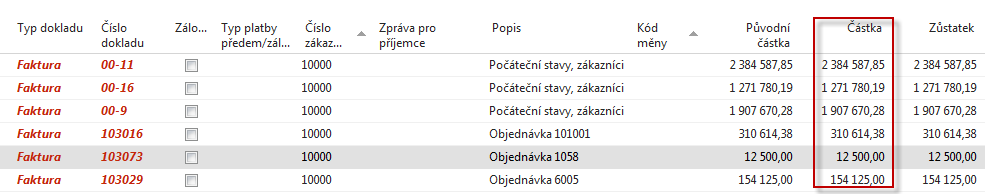 Typ dokladu Číslo dokladu Zálo... Typ platby předem/zál... Číslo zákaz... Zpráva pro příjemce Popis Kód měny Původní částka Částka Zůstatek
Faktura 00-11 10000 Počáteční stavy, zákazníci 2 384 587,85 2 384 587,85 2 384 587,85
Faktura 00-16 10000 Počáteční stavy, zákazníci 1 271 780,19 1 271 780,19 1 271 780,19
Faktura 00-9 10000 Počáteční stavy, zákazníci 1 907 670,28 1 907 670,28 1 907 670,28
Faktura 103016 10000 Objednávka 101001 310 614,38 310 614,38 310 614,38
Faktura 103073 10000 Objednávka 1058 12 500,00 12 500,00 12 500,00
Faktura 103029 10000 Objednávka 6005 154 125,00 154 125,00 154 125,00